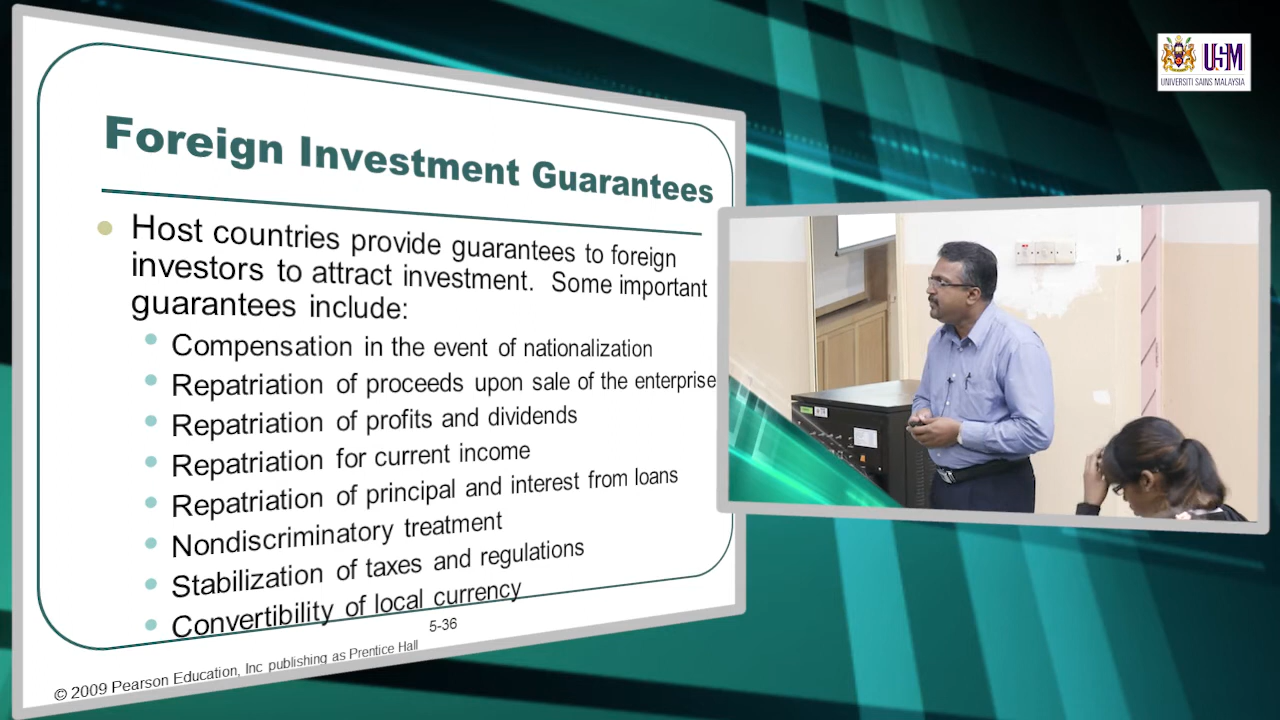 Foreign Investment Guarantees
Host countries provide guarantees to foreign
investors to attract investment. Some important
guarantees include:
Compensation in the event of nationalization
Repatriation of proceeds upon sale of the enterprise
Repatriation of profits and dividends
Repatriation for current income
Repatriation of principal and interest from loans
Nondiscriminatory treatment
Stabilization of taxes and regulations
Convertibility of local currency
5-36
© 2009 Pearson Education, Inc publishing as Prentice Hall
USM
UNIVERSITI SAINS MALAYSIA